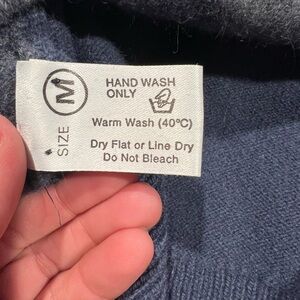 SIZE M
HAND WASH
ONLY
Warm Wash (40°C)
Dry Flat or Line Dry
Do Not Bleach